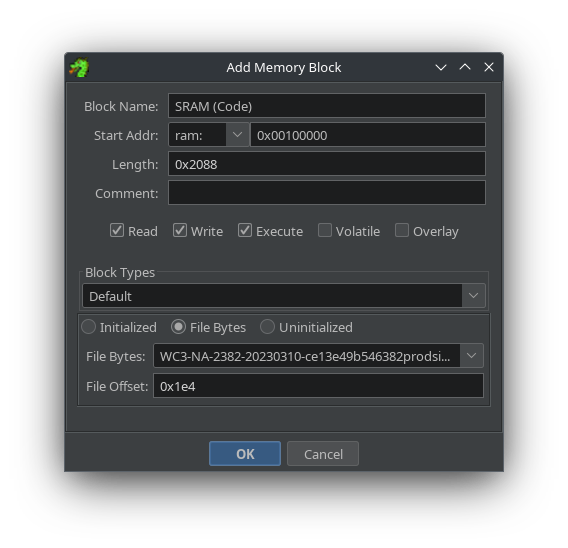 Add Memory Block
Block Name: SRAM (Code)
Start Addr: ram: 0x00100000
Length: 0x2088
Comment:
Read Write Execute Volatile Overlay
Block Types
Default
Initialized File Bytes Uninitialized
File Bytes: WC3-NA-2382-20230310-ce13e49b546382prodsi...
File Offset: 0x1e4
OK Cancel